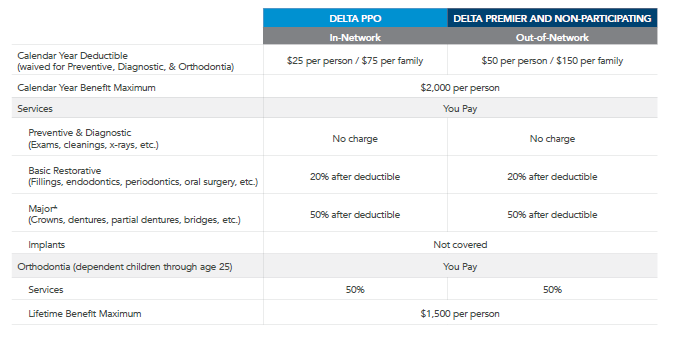 DELTA PPO DELTA PREMIER AND NON-PARTICIPATING
In-Network Out-of-Network
Calendar Year Deductible
(waived for Preventive, Diagnostic, & Orthodontia) $25 per person / $75 per family $50 per person / $150 per family
Calendar Year Benefit Maximum $2,000 per person
Services You Pay
Preventive & Diagnostic
(Exams, cleanings, x-rays, etc.) No charge No charge
Basic Restorative
(Fillings, endodontics, periodontics, oral surgery, etc.) 20% after deductible 20% after deductible
Major^
(Crowns, dentures, partial dentures, bridges, etc.) 50% after deductible 50% after deductible
Implants Not covered
Orthodontia (dependent children through age 25) You Pay
Services 50% 50%
Lifetime Benefit Maximum $1,500 per person